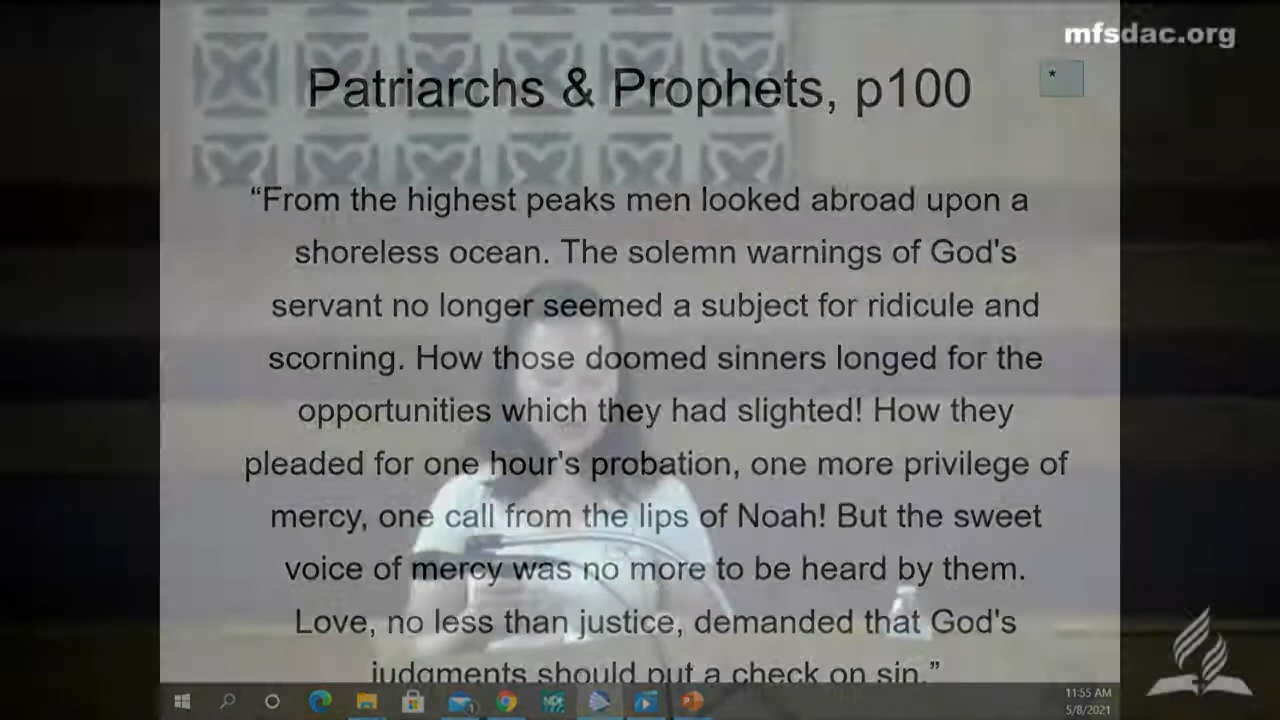 mfsdac.org
Patriarchs & Prophets, p100
*
“From the highest peaks men looked abroad upon a
shoreless ocean. The solemn warnings of God's
servant no longer seemed a subject for ridicule and
scorning. How those doomed sinners longed for the
opportunities which they had slighted! How they
pleaded for one hour's probation, one more privilege of
mercy, one call from the lips of Noah! But the sweet
voice of mercy was no more to be heard by them.
Love, no less than justice, demanded that God's
judgments should put a check on sin.”
11:55 AM
5/8/2021